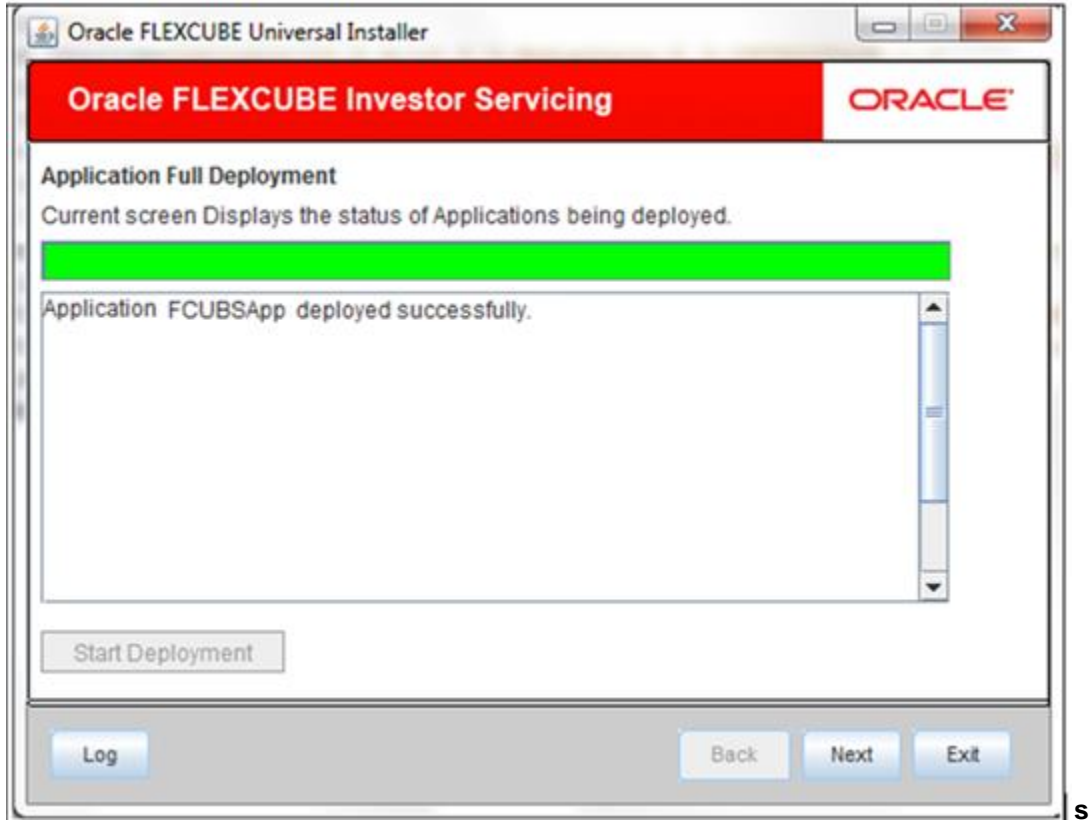 Oracle FLEXCUBE Universal Installer
Oracle FLEXCUBE Investor Servicing
ORACLE
Application Full Deployment
Current screen Displays the status of Applications being deployed.
Application FCUBSApp deployed successfully.
Start Deployment
Log
Back
Next
Exit
s